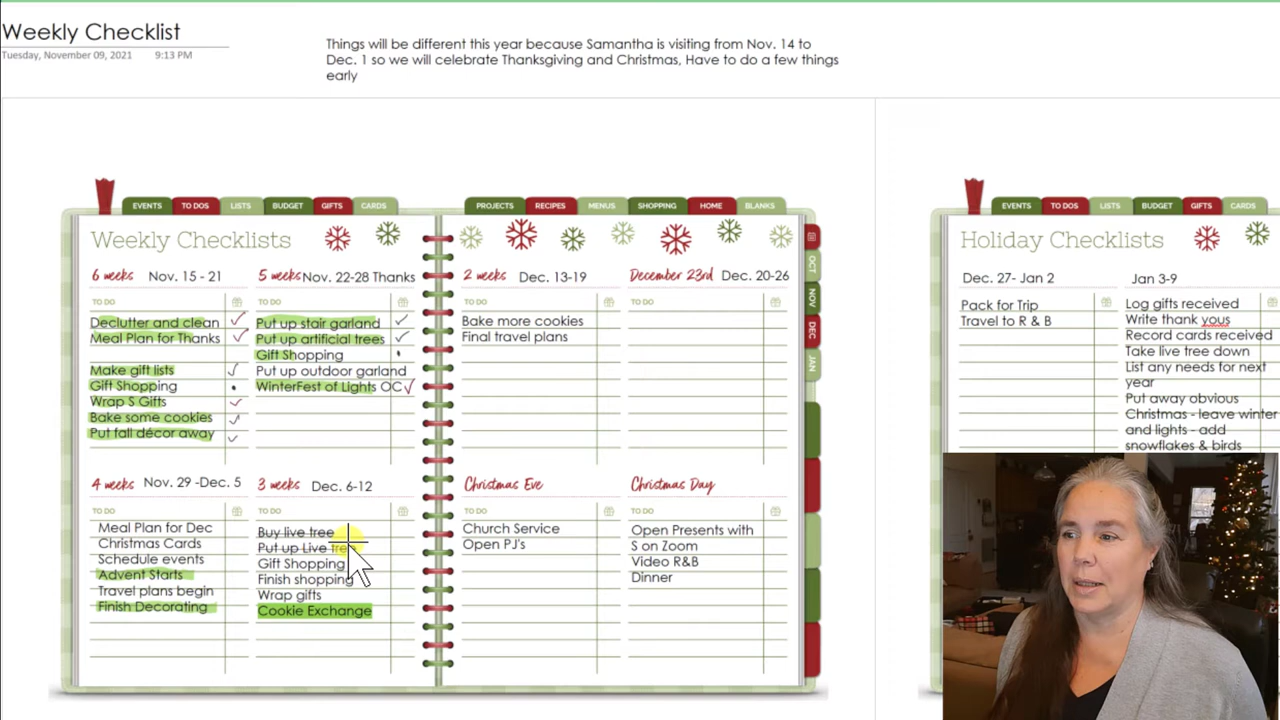 Weekly Checklist
Tuesday, November 09, 2021 9:13 PM
Things will be different this year because Samantha is visiting from Nov. 14 to
Dec. 1 so we will celebrate Thanksgiving and Christmas, Have to do a few things
early
EVENTS TO DOS LISTS BUDGET GIFTS CARDS
PROJECTS RECIPES MENUS SHOPPING HOME BLANKS
OCT
NOV
DEC
JAN
Weekly Checklists
6 weeks Nov. 15 - 21
TO DO
Declutter and clean
Meal Plan for Thanks
Make gift lists
Gift Shopping
Wrap S Gifts
Bake some cookies
Put fall décor away
5 weeks Nov. 22-28 Thanks
TO DO
Put up stair garland
Put up artificial trees
Gift Shopping
Put up outdoor garland
WinterFest of Lights OC
4 weeks Nov. 29 -Dec. 5
TO DO
Meal Plan for Dec
Christmas Cards
Schedule events
Advent Starts
Travel plans begin
Finish Decorating
3 weeks Dec. 6-12
TO DO
Buy live tree
Put up Live tree
Gift Shopping
Finish shopping
Wrap gifts
Cookie Exchange
2 weeks Dec. 13-19
TO DO
Bake more cookies
Final travel plans
December 23rd Dec. 20-26
TO DO
Christmas Eve
TO DO
Church Service
Open PJ's
Christmas Day
TO DO
Open Presents with
S on Zoom
Video R&B
Dinner
EVENTS TO DOS LISTS BUDGET GIFTS CARDS
Holiday Checklists
Dec. 27- Jan 2
TO DO
Pack for Trip
Travel to R & B
Jan 3-9
TO DO
Log gifts received
Write thank yous
Record cards received
Take live tree down
List any needs for next
year
Put away obvious
Christmas - leave winter
and lights - add
snowflakes & birds